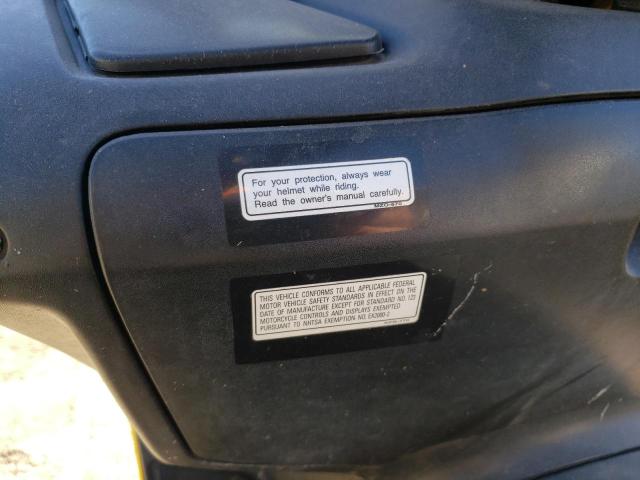 For your protection, always wear
your helmet while riding.
Read the owner's manual carefully.
THIS VEHICLE CONFORMS TO ALL APPLICABLE FEDERAL
MOTOR VEHICLE SAFETY STANDARDS IN EFFECT ON THE
DATE OF MANUFACTURE EXCEPT FOR STANDARD NO. 123
MOTORCYCLE CONTROLS AND DISPLAYS EXEMPTED
PURSUANT TO NHTSA EXEMPTION NO. EX2000-2